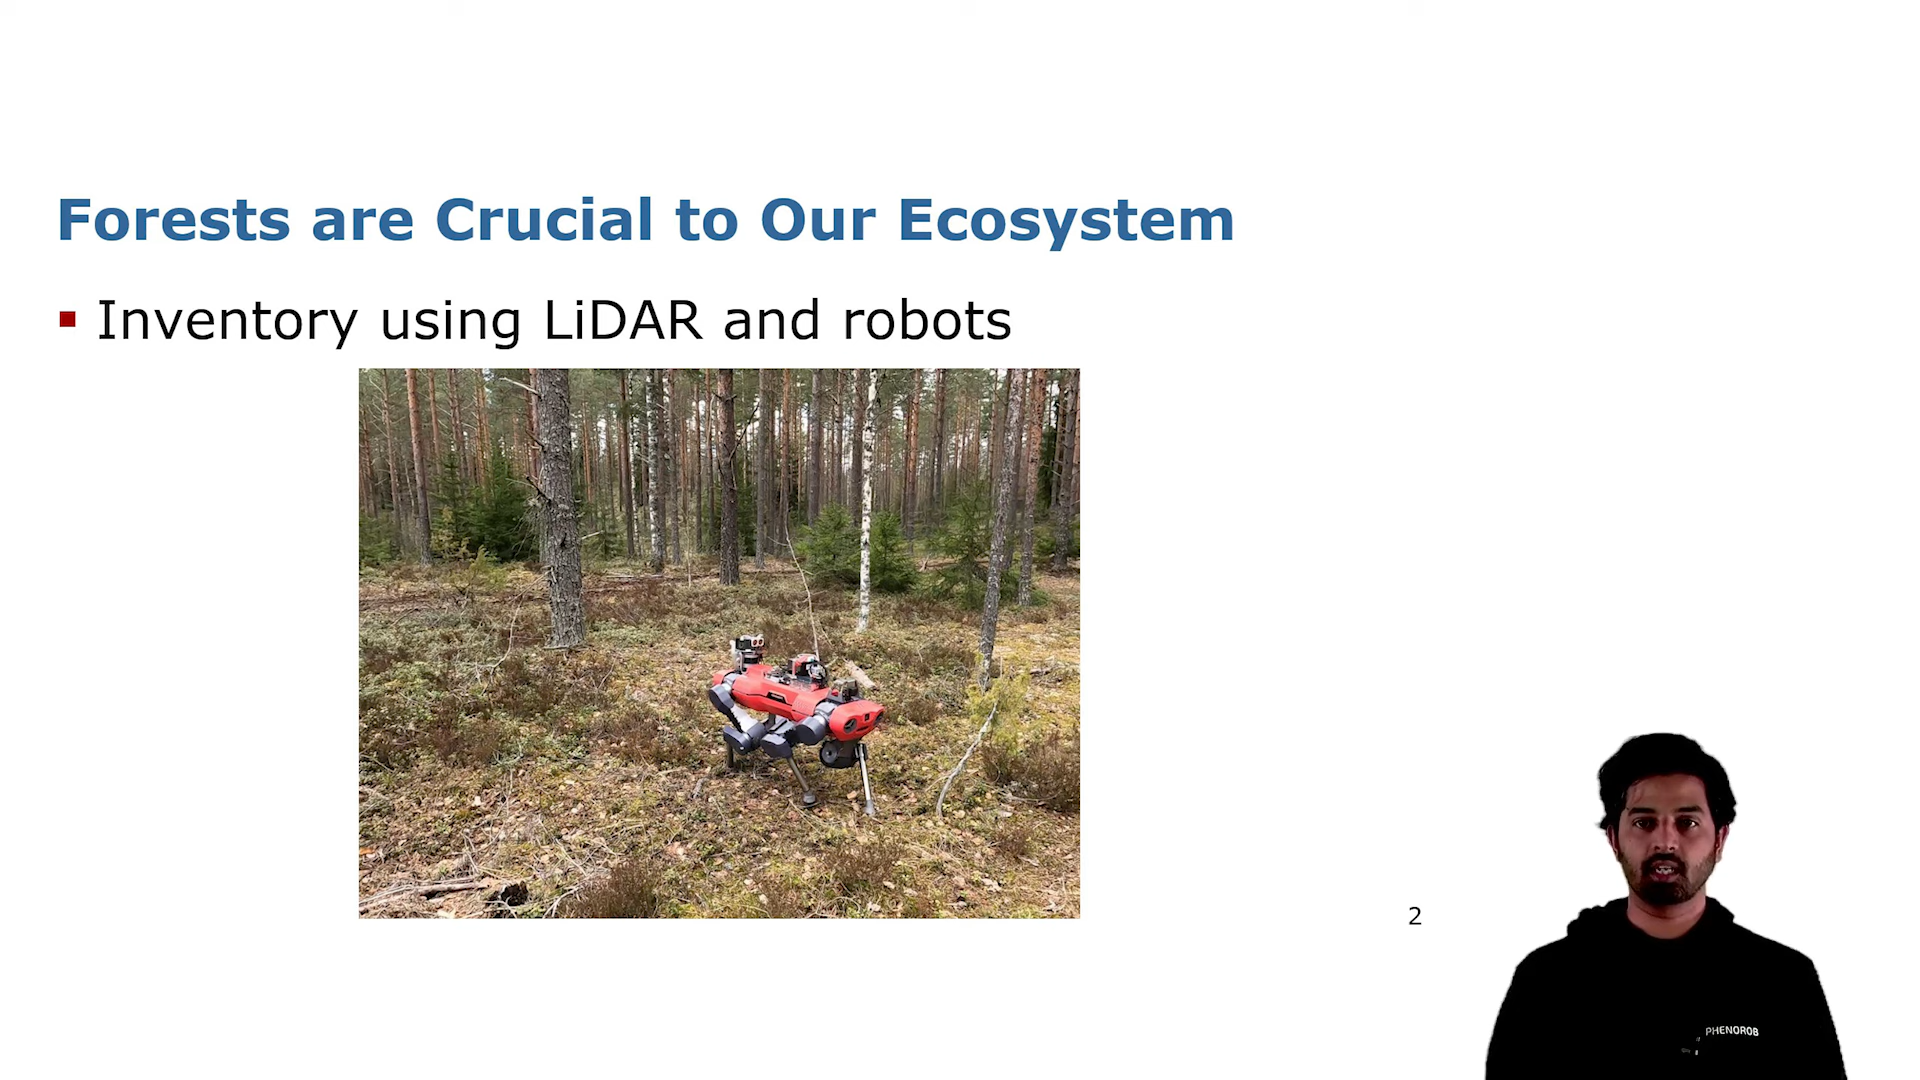 Forests are Crucial to Our Ecosystem
▪ Inventory using LiDAR and robots
2
PHENOROB